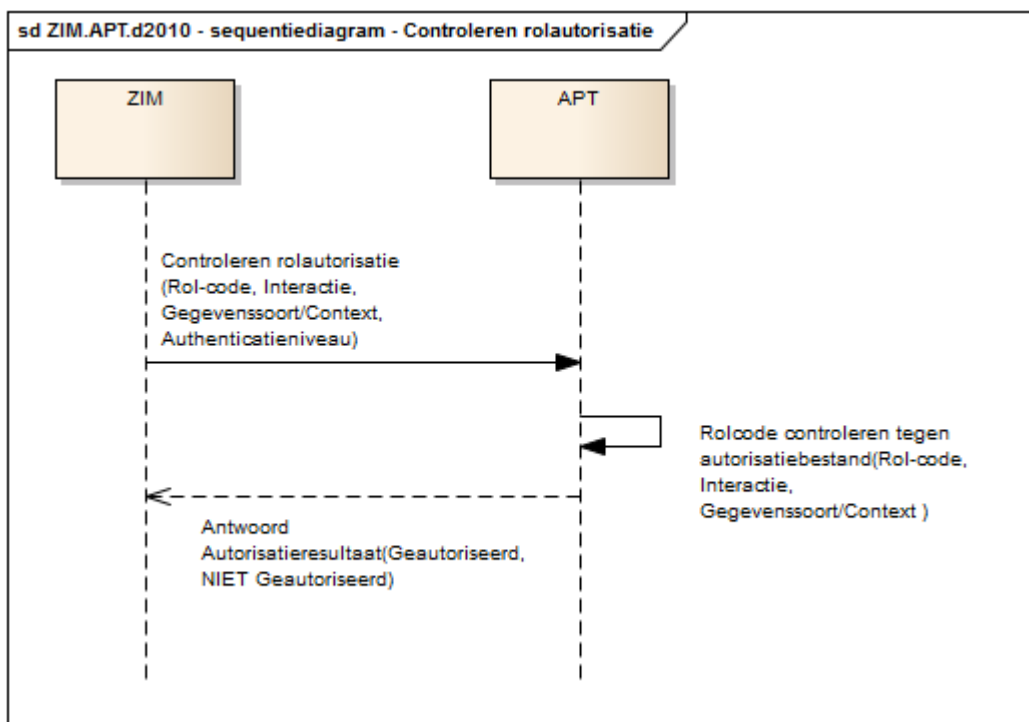 sd ZIM.APT.d2010 - sequentiediagram - Controleren rolautorisatie
ZIM
APT
Controleren rolautorisatie
(Rol-code, Interactie,
Gegevenssoort/Context,
Authenticatieniveau)
Rolcode controleren tegen
autorisatiebestand(Rol-code,
Interactie,
Gegevenssoort/Context )
Antwoord
Autorisatieresultaat(Geautoriseerd,
NIET Geautoriseerd)